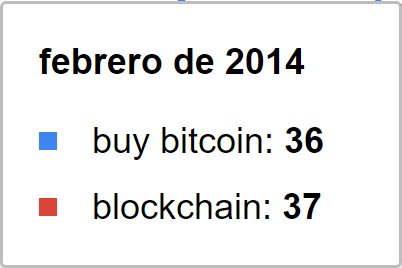 febrero de 2014
buy bitcoin: 36
blockchain: 37